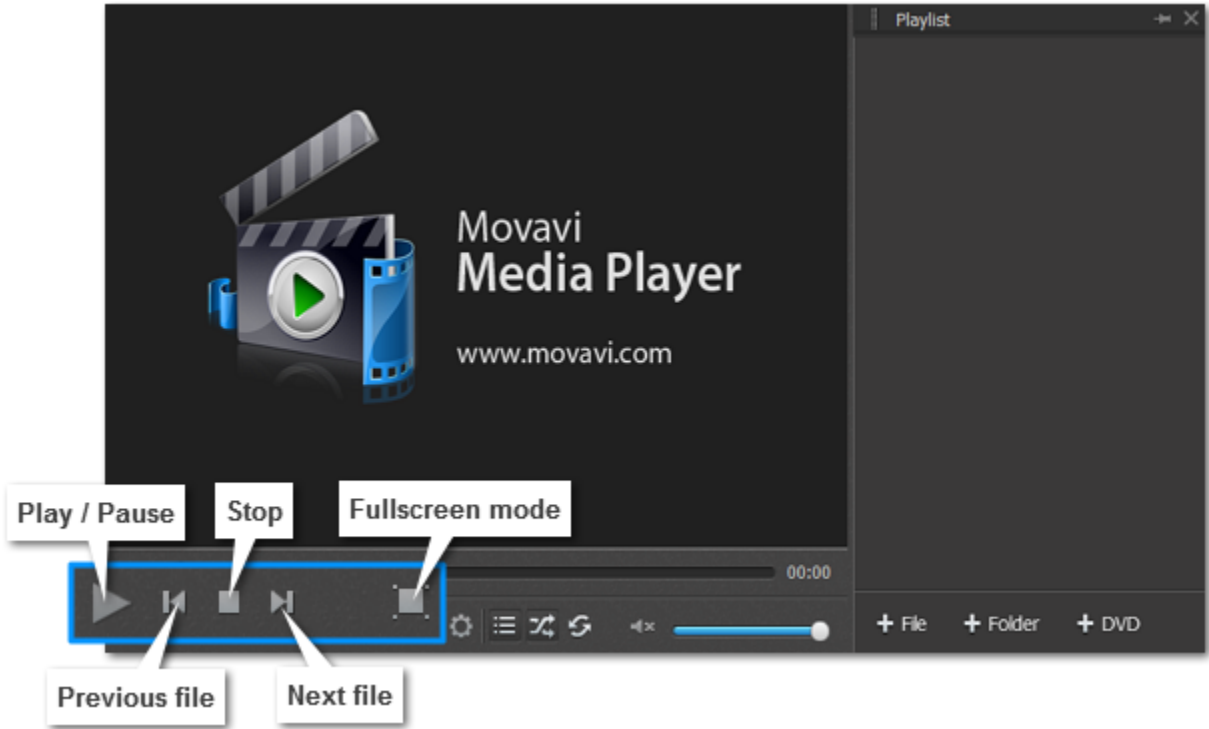 Playlist
Movavi
Media Player
www.movavi.com
Play / Pause
Stop
Fullscreen mode
00:00
+ File + Folder + DVD
Previous file
Next file